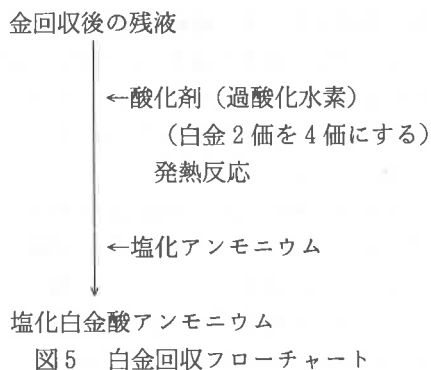 金回収後の残液
←酸化剤（過酸化水素）
（白金2価を4価にする）
発熱反応
←塩化アンモニウム
塩化白金酸アンモニウム
図5　白金回収フローチャート